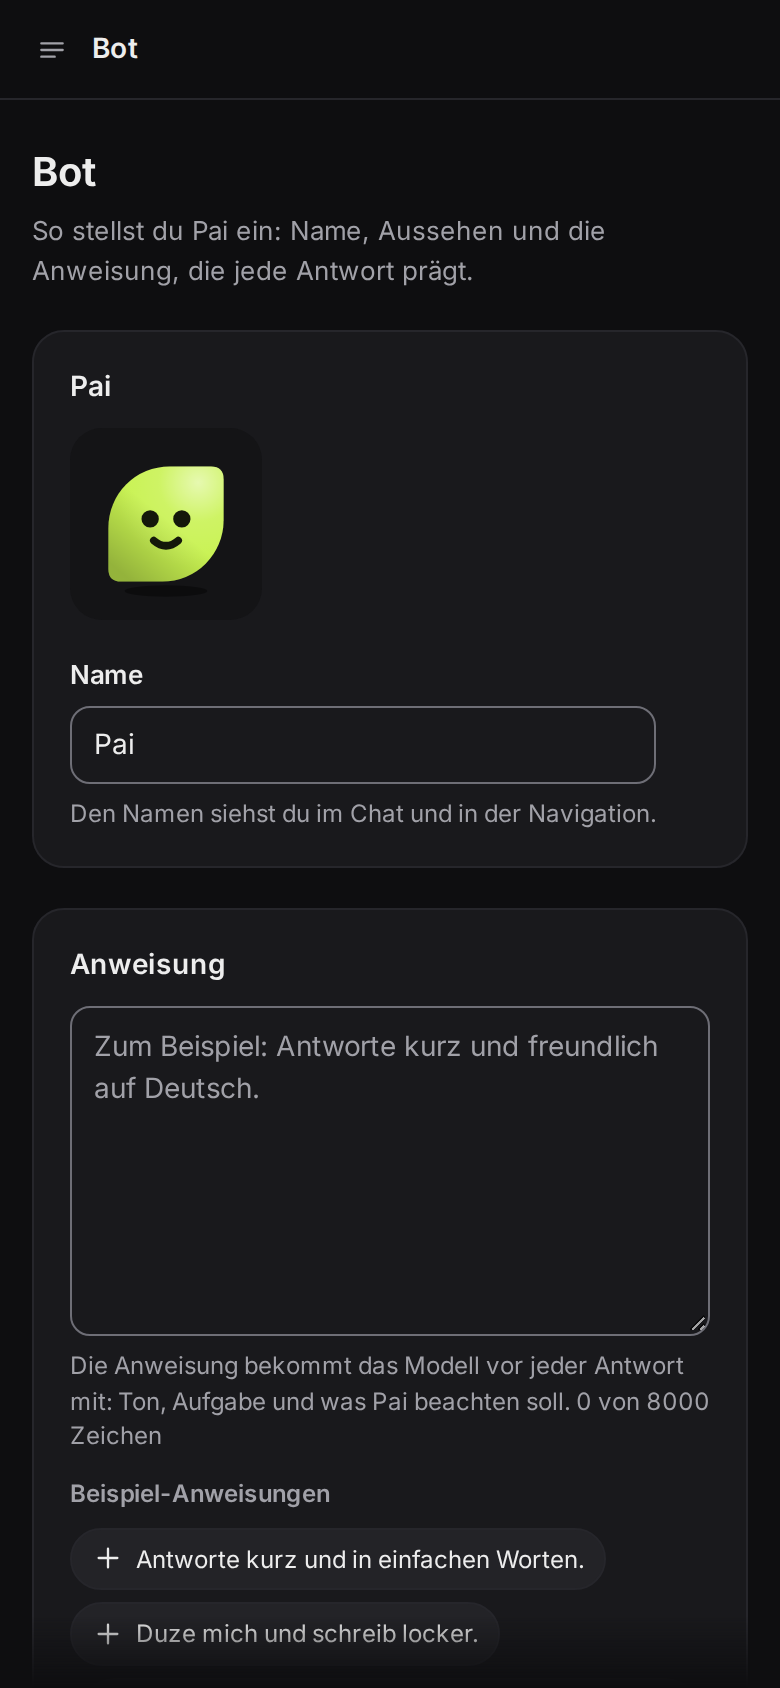 Bot
Bot
So stellst du Pai ein: Name, Aussehen und die
Anweisung, die jede Antwort prägt.
Pai
Name
Pai
Den Namen siehst du im Chat und in der Navigation.
Anweisung
Zum Beispiel: Antworte kurz und freundlich
auf Deutsch.
Die Anweisung bekommt das Modell vor jeder Antwort
mit: Ton, Aufgabe und was Pai beachten soll. 0 von 8000
Zeichen
Beispiel-Anweisungen
Antworte kurz und in einfachen Worten.
Duze mich und schreib locker.